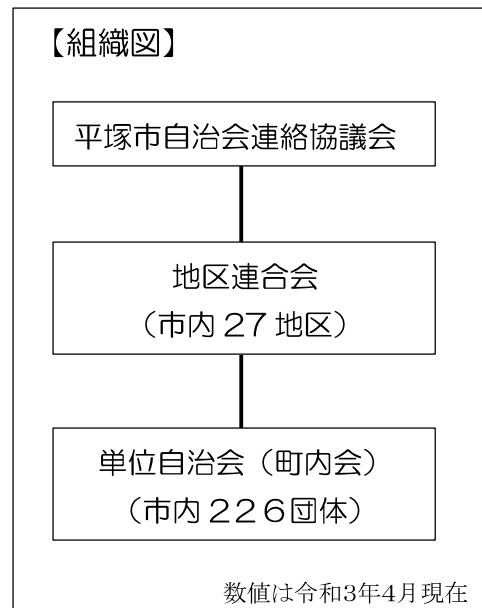 【組織図】
平塚市自治会連絡協議会
地区連合会
（市内２７地区）
単位自治会（町内会）
（市内２２６団体）
数値は令和3年4月現在